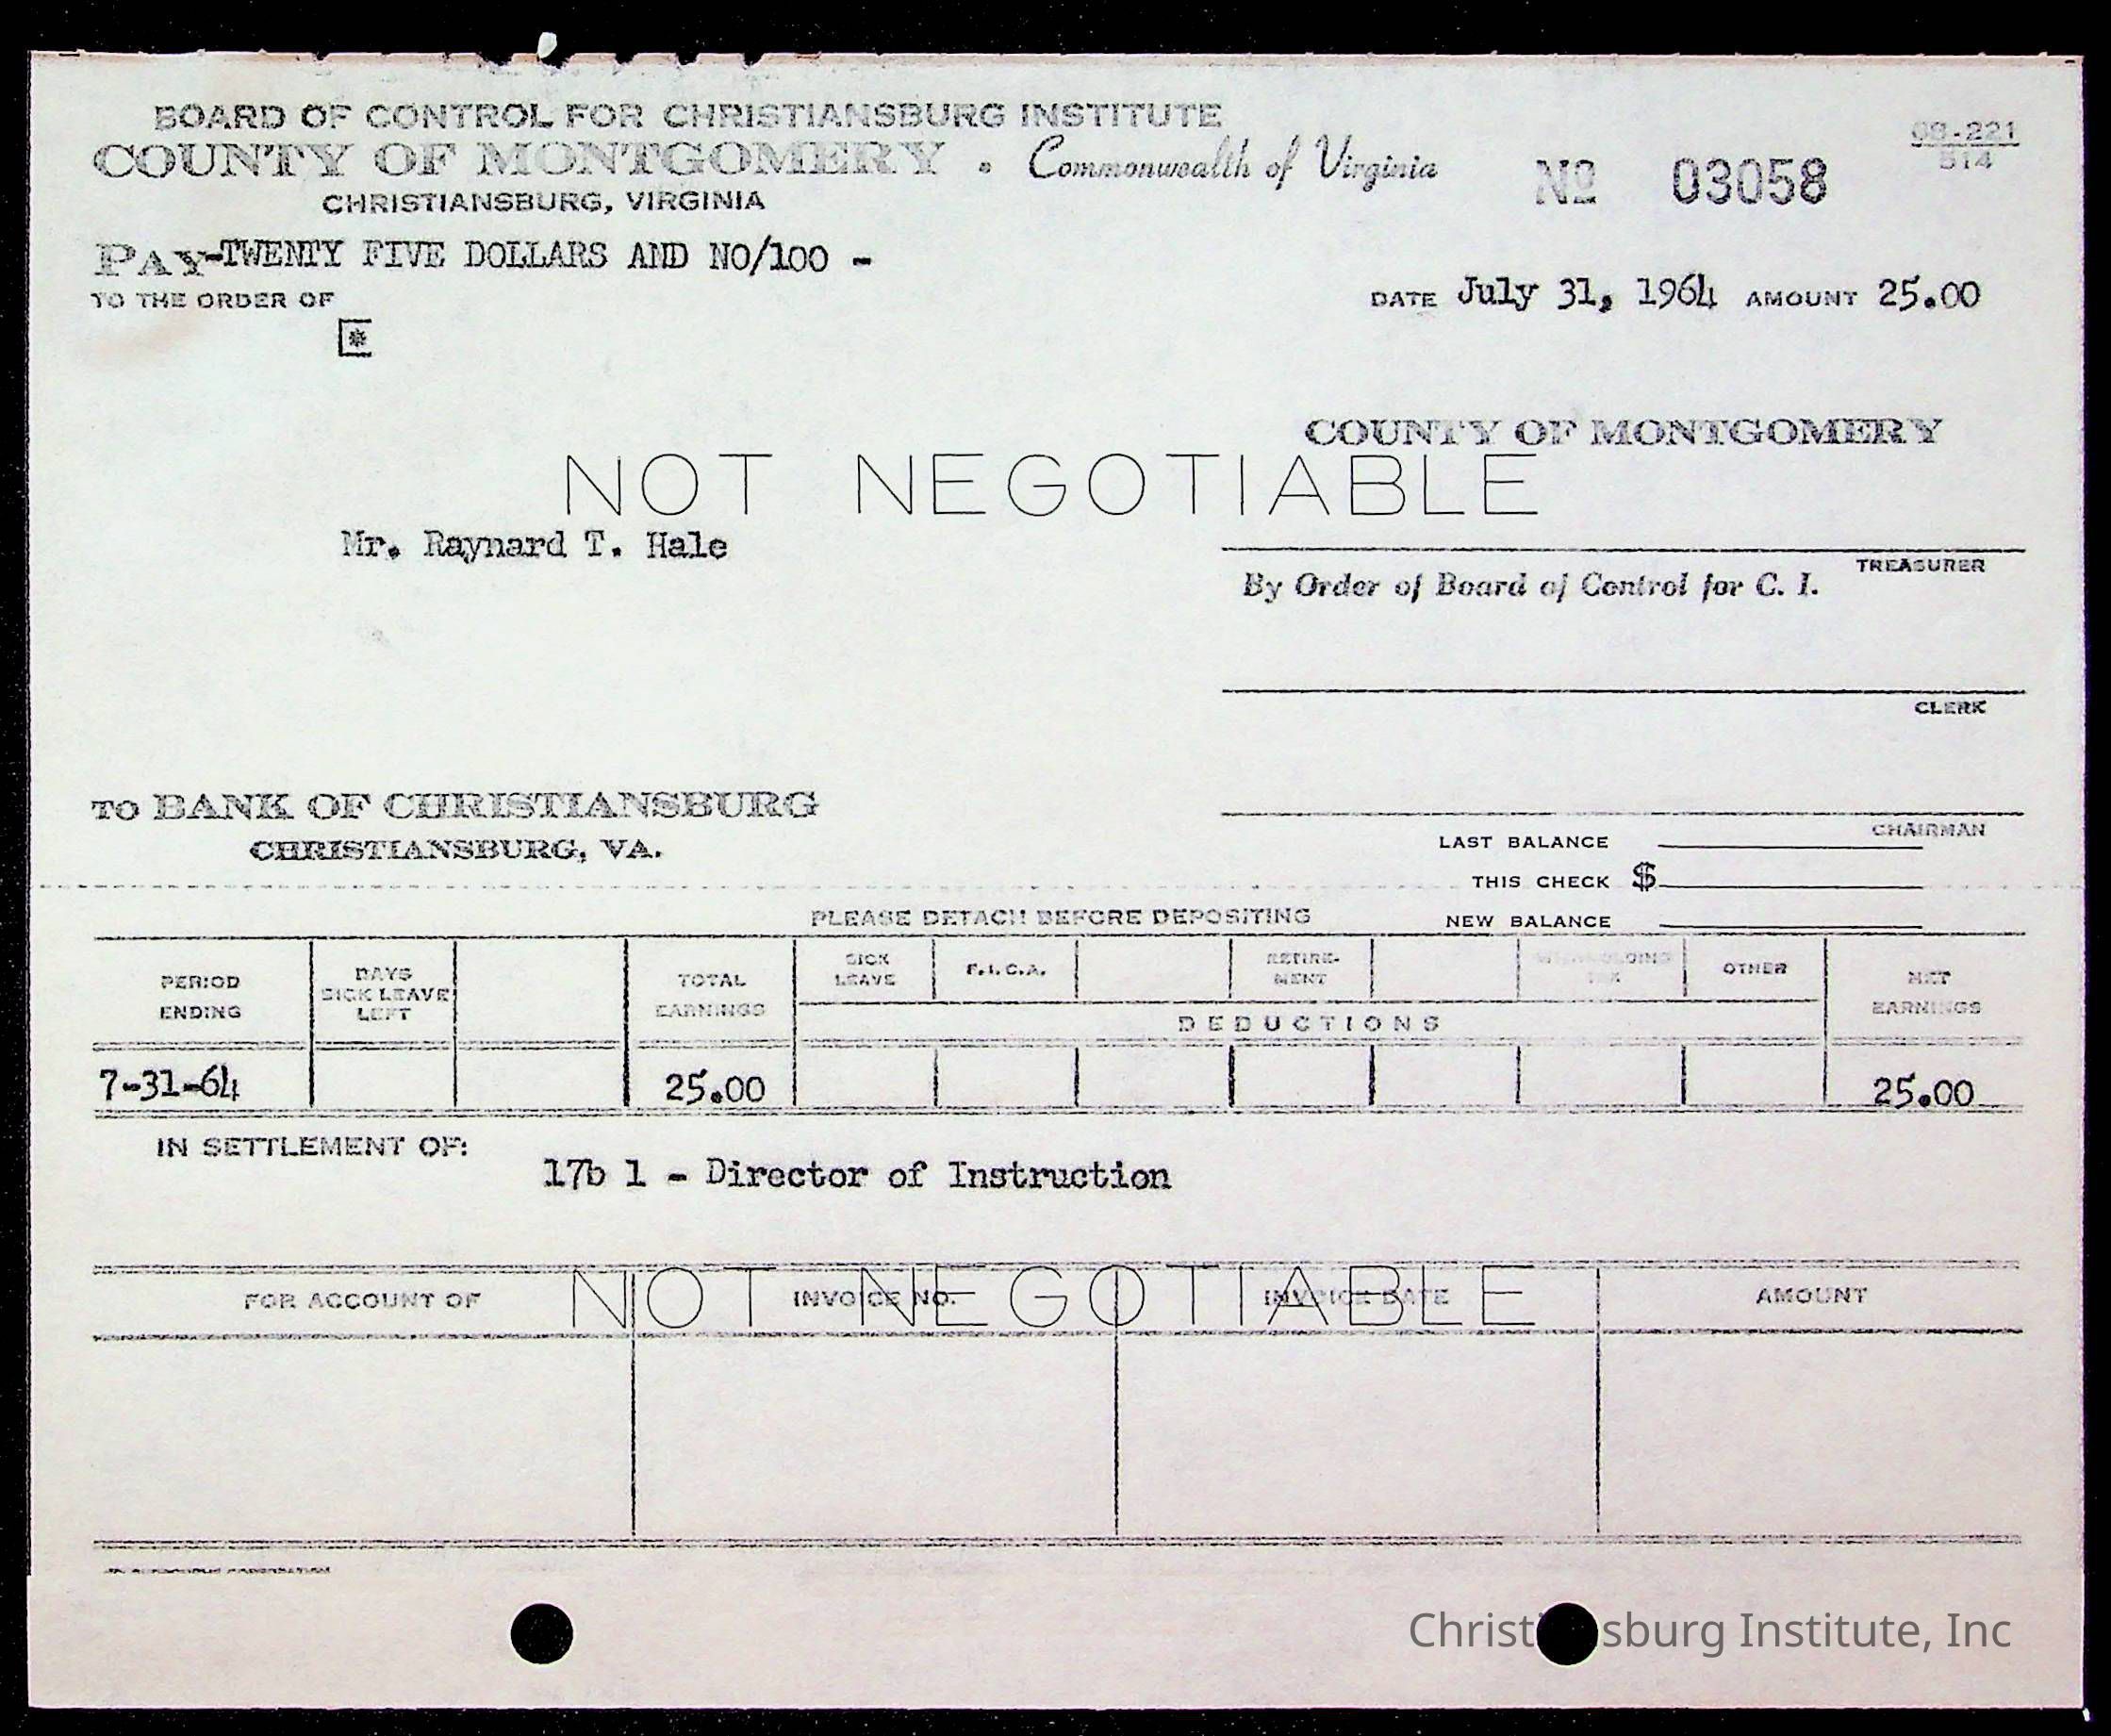 BOARD OF CONTROL FOR CHRISTIANSBURG INSTITUTE
COUNTY OF MONTGOMERY • Commonwealth of Virginia
CHRISTIANSBURG, VIRGINIA
No 03058
514
PAY -TWENTY FIVE DOLLARS AND NO/100 -
TO THE ORDER OF
DATE July 31, 1964 AMOUNT 25.00
COUNTY OF MONTGOMERY
NOT NEGOTIABLE
Mr. Raynard T. Hale
TREASURER
By Order of Board of Control for C. I.
CLERK
TO BANK OF CHRISTIANSBURG
CHRISTIANSBURG, VA.
CHAIRMAN
LAST BALANCE
THIS CHECK $
NEW BALANCE
PLEASE DETACH BEFORE DEPOSITING
PERIOD ENDING
DAYS SICK LEAVE LEFT
TOTAL EARNINGS
SICK LEAVE
F.I.C.A.
RETIRE-MENT
WITHHOLDING TAX
OTHER
NET EARNINGS
DEDUCTIONS
7-31-64 25.00 25.00
IN SETTLEMENT OF:
17b 1 - Director of Instruction
NOT NEGOTIABLE
FOR ACCOUNT OF INVOICE NO. INVOICE DATE AMOUNT
sburg Institute, Inc